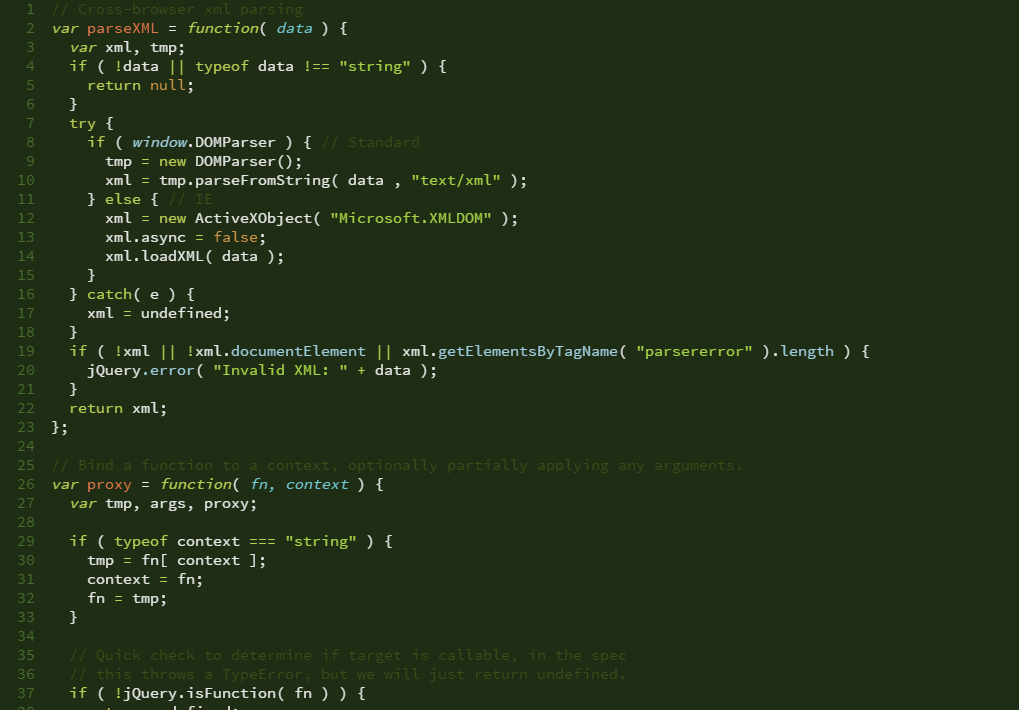 1 // Cross-browser xml parsing
2 var parseXML = function( data ) {
3   var xml, tmp;
4   if ( !data || typeof data !== "string" ) {
5     return null;
6   }
7   try {
8     if ( window.DOMParser ) { // Standard
9       tmp = new DOMParser();
10       xml = tmp.parseFromString( data , "text/xml" );
11     } else { // IE
12       xml = new ActiveXObject( "Microsoft.XMLDOM" );
13       xml.async = false;
14       xml.loadXML( data );
15     }
16   } catch( e ) {
17     xml = undefined;
18   }
19   if ( !xml || !xml.documentElement || xml.getElementsByTagName( "parsererror" ).length ) {
20     jQuery.error( "Invalid XML: " + data );
21   }
22   return xml;
23 };
24
25 // Bind a function to a context, optionally partially applying any arguments.
26 var proxy = function( fn, context ) {
27   var tmp, args, proxy;
28
29   if ( typeof context === "string" ) {
30     tmp = fn[ context ];
31     context = fn;
32     fn = tmp;
33   }
34
35   // Quick check to determine if target is callable, in the spec
36   // this throws a TypeError, but we will just return undefined.
37   if ( !jQuery.isFunction( fn ) ) {